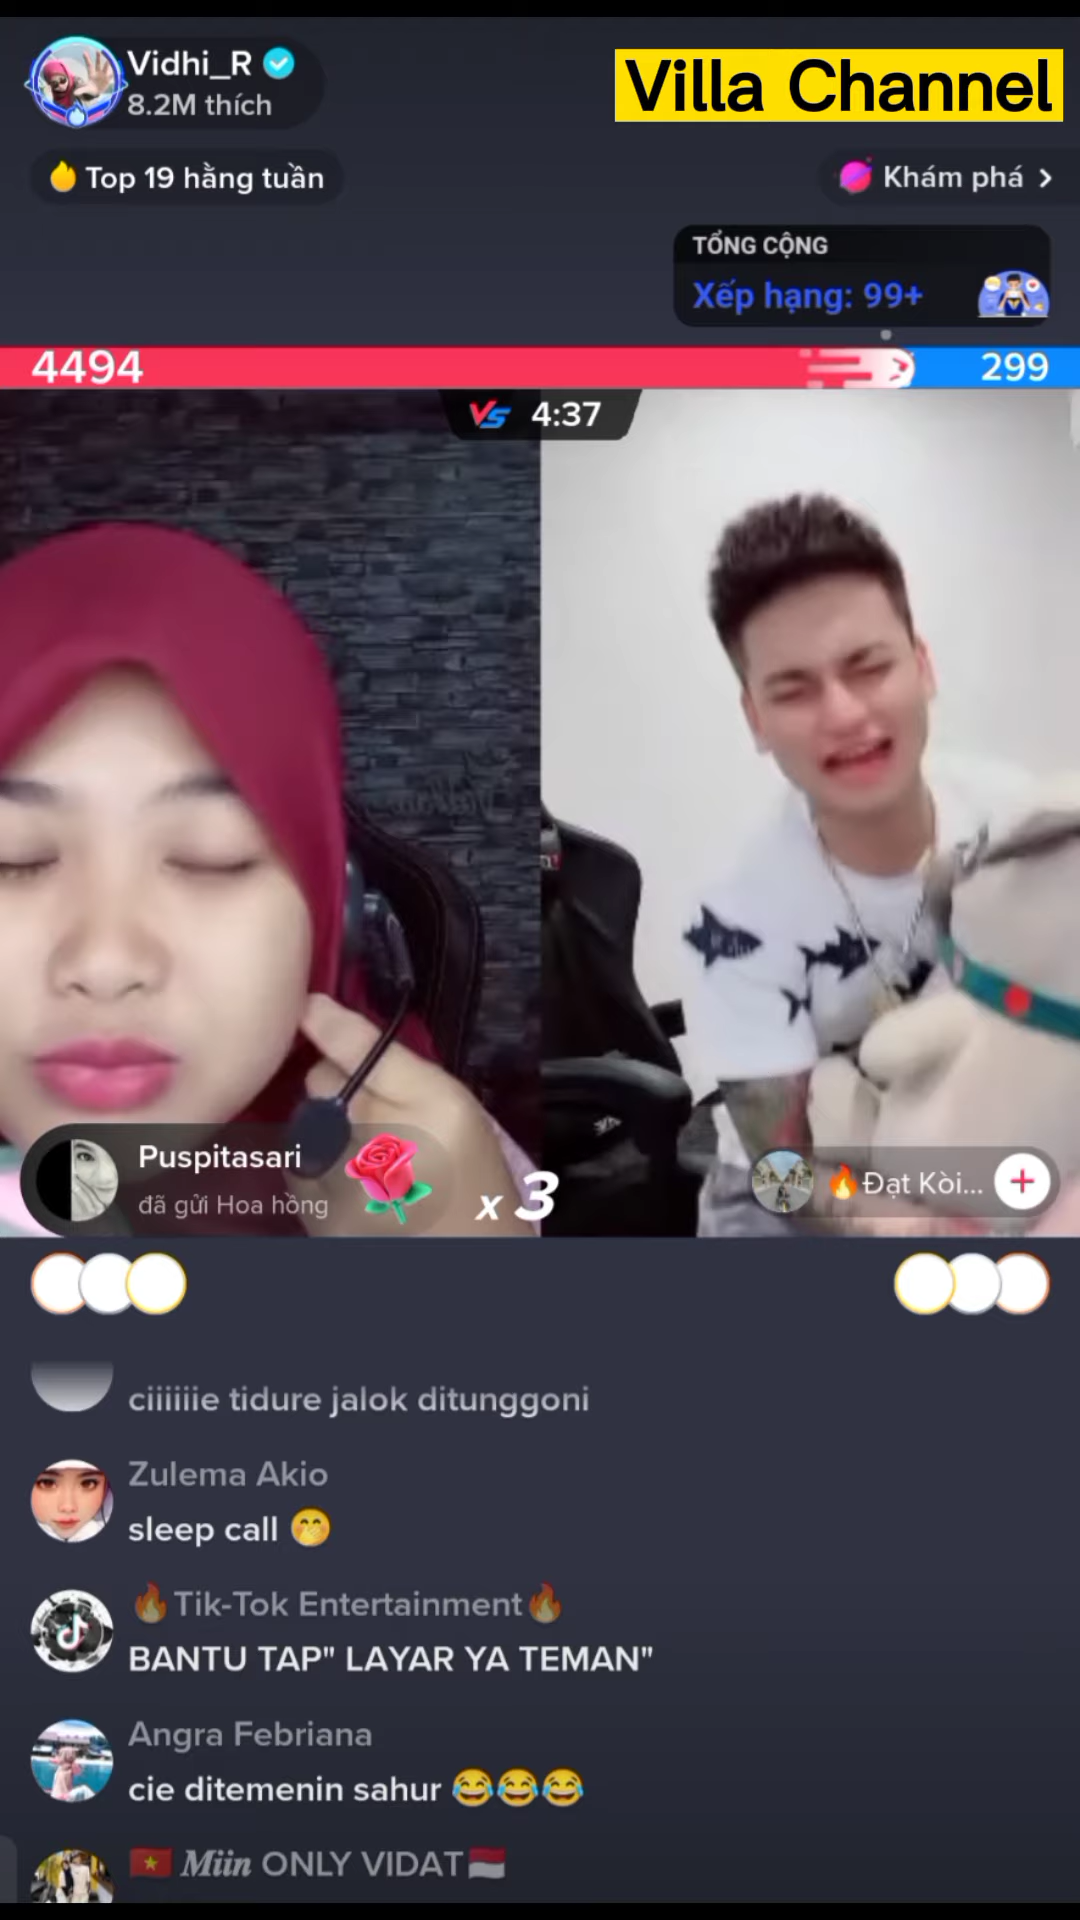 Vidhi_R
8.2M thích
Villa Channel
Top 19 hằng tuần
Khám phá
TỔNG CỘNG
Xếp hạng: 99+
4494
299
VS 4:37
Puspitasari
đã gửi Hoa hồng
x 3
🔥Đạt Kòi...
ciiiiiie tidure jalok ditunggoni
Zulema Akio
sleep call 🤭
🔥Tik-Tok Entertainment🔥
BANTU TAP" LAYAR YA TEMAN"
Angra Febriana
cie ditemenin sahur 😂😂😂
🇻🇳 Miin ONLY VIDAT🇮🇩